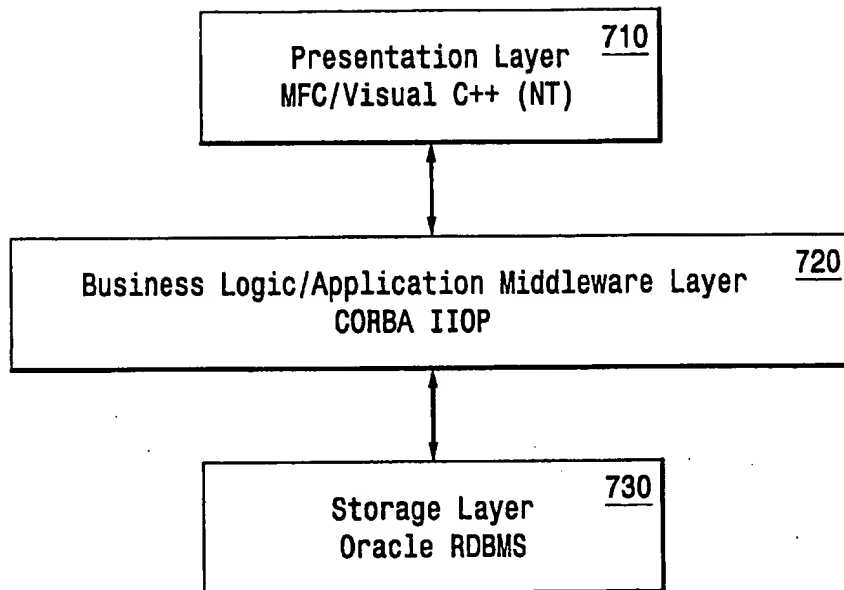 710
Presentation Layer
MFC/Visual C++ (NT)
720
Business Logic/Application Middleware Layer
CORBA IIOP
730
Storage Layer
Oracle RDBMS